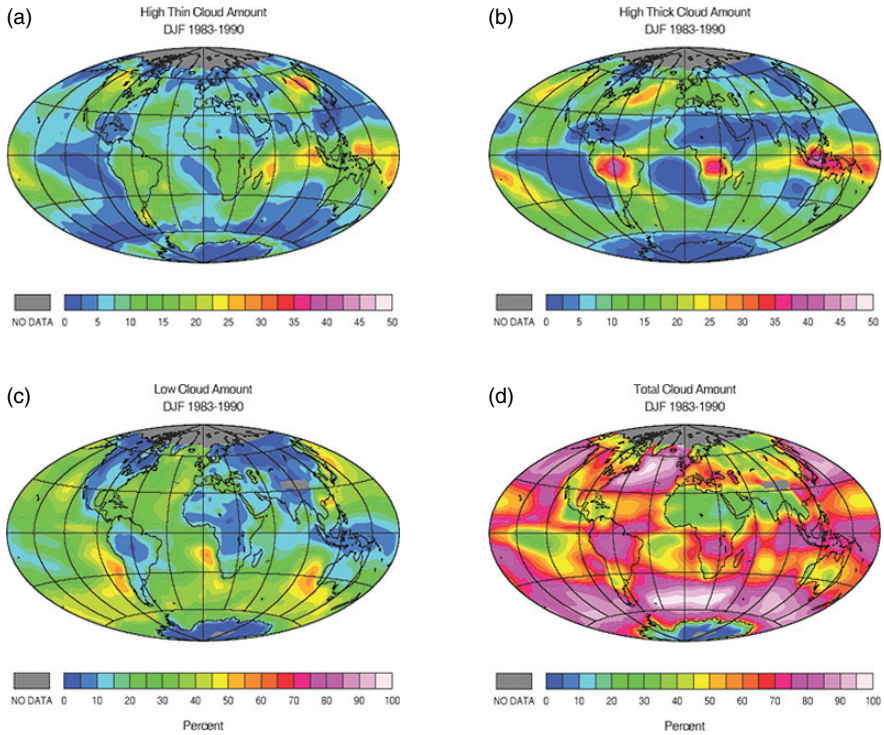 (a)
High Thin Cloud Amount
DJF 1983-1990
NO DATA 0 5 10 15 20 25 30 35 40 45 50
(b)
High Thick Cloud Amount
DJF 1983-1990
NO DATA 0 5 10 15 20 25 30 35 40 45 50
(c)
Low Cloud Amount
DJF 1983-1990
NO DATA 0 10 20 30 40 50 60 70 80 90 100
Percent
(d)
Total Cloud Amount
DJF 1983-1990
NO DATA 0 10 20 30 40 50 60 70 80 90 100
Percent